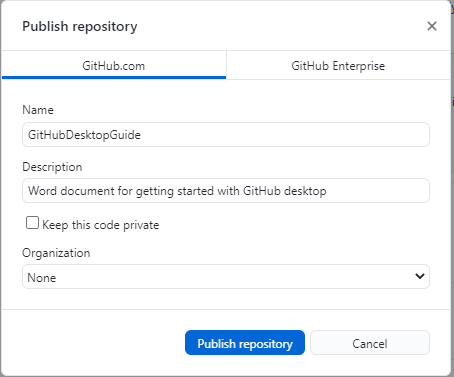 Publish repository
GitHub.com
GitHub Enterprise
Name
GitHubDesktopGuide
Description
Word document for getting started with GitHub desktop
Keep this code private
Organization
None
Publish repository
Cancel